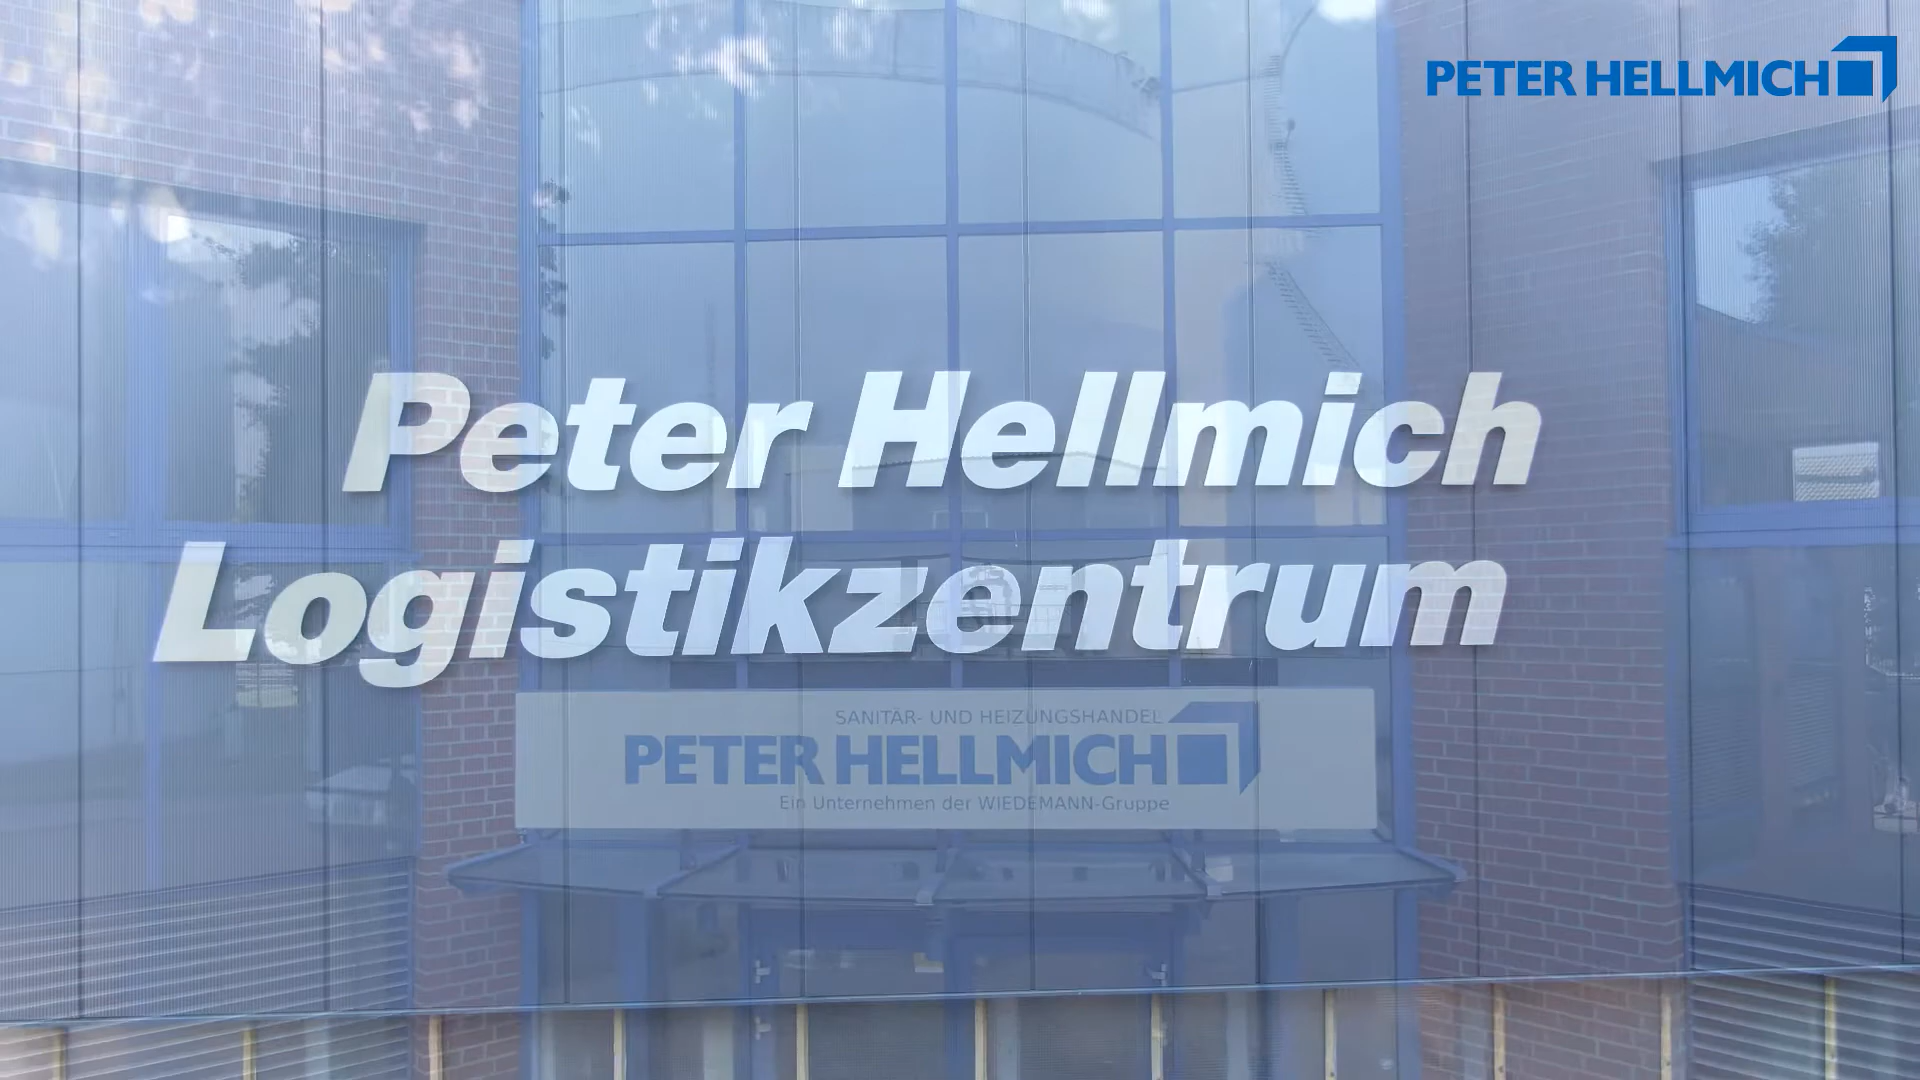 PETER HELLMICH
Peter Hellmich
Logistikzentrum
SANITÄR- UND HEIZUNGSHANDEL
PETER HELLMICH
Ein Unternehmen der WIEDEMANN-Gruppe